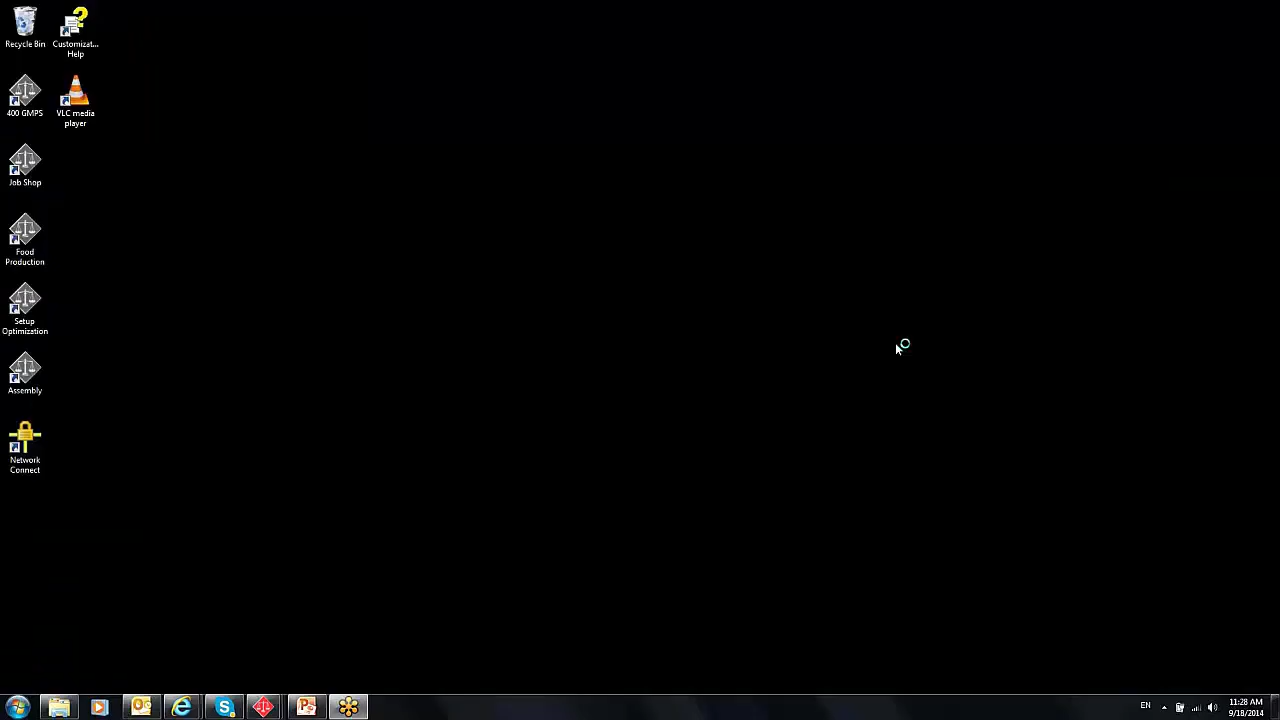 Recycle Bin
Customizat...
Help
400 GMPS
VLC media
player
Job Shop
Food
Production
Setup
Optimization
Assembly
Network
Connect
EN
11:28 AM
9/18/2014